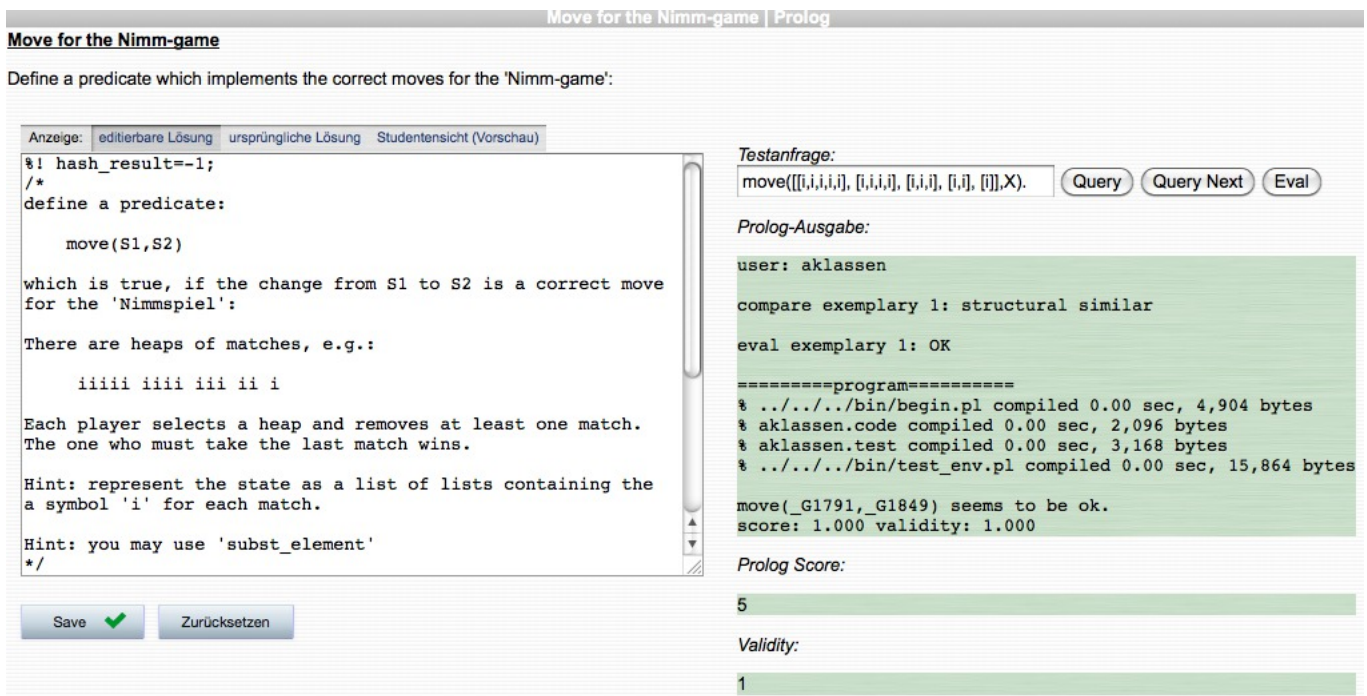 Move for the Nimm-game | Prolog
Move for the Nimm-game
Define a predicate which implements the correct moves for the 'Nimm-game':
Anzeige: editierbare Lösung ursprüngliche Lösung Studentensicht (Vorschau)
%! hash_result=-1;
/*
define a predicate:
move(S1,S2)
which is true, if the change from S1 to S2 is a correct move
for the 'Nimmspiel':
There are heaps of matches, e.g.:
iiiii iiii iii ii i
Each player selects a heap and removes at least one match.
The one who must take the last match wins.
Hint: represent the state as a list of lists containing the
a symbol 'i' for each match.
Hint: you may use 'subst_element'
*/
Save
Zurücksetzen
Testanfrage:
move([[i,i,i,i,i], [i,i,i,i], [i,i,i], [i,i], [i]],X).
Query
Query Next
Eval
Prolog-Ausgabe:
user: aklassen
compare exemplary 1: structural similar
eval exemplary 1: OK
=========program==========
% ../../../bin/begin.pl compiled 0.00 sec, 4,904 bytes
% aklassen.code compiled 0.00 sec, 2,096 bytes
% aklassen.test compiled 0.00 sec, 3,168 bytes
% ../../../bin/test_env.pl compiled 0.00 sec, 15,864 bytes
move(_G1791,_G1849) seems to be ok.
score: 1.000 validity: 1.000
Prolog Score:
5
Validity:
1